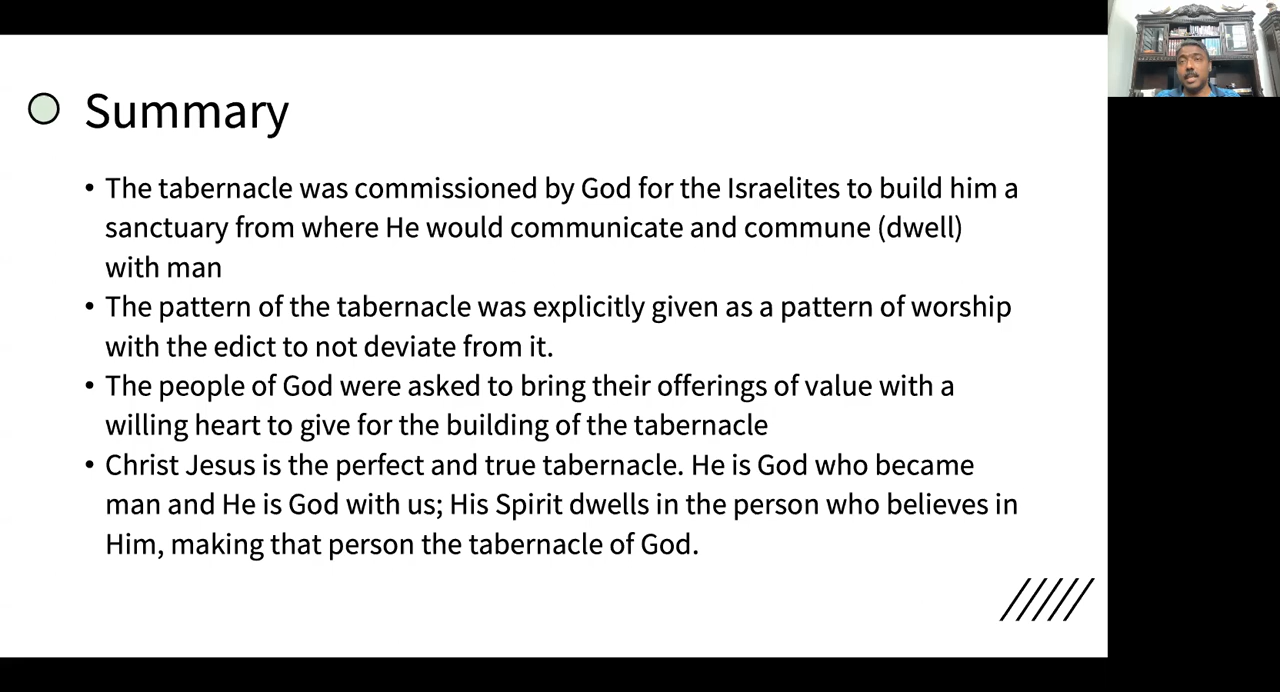 Summary
• The tabernacle was commissioned by God for the Israelites to build him a
sanctuary from where He would communicate and commune (dwell)
with man
• The pattern of the tabernacle was explicitly given as a pattern of worship
with the edict to not deviate from it.
• The people of God were asked to bring their offerings of value with a
willing heart to give for the building of the tabernacle
• Christ Jesus is the perfect and true tabernacle. He is God who became
man and He is God with us; His Spirit dwells in the person who believes in
Him, making that person the tabernacle of God.